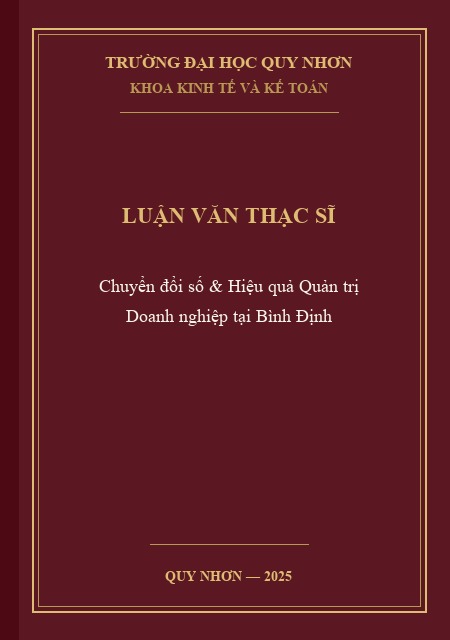 TRƯỜNG ĐẠI HỌC QUY NHƠN
KHOA KINH TẾ VÀ KẾ TOÁN
LUẬN VĂN THẠC SĨ
Chuyển đổi số & Hiệu quả Quản trị
Doanh nghiệp tại Bình Định
QUY NHƠN — 2025